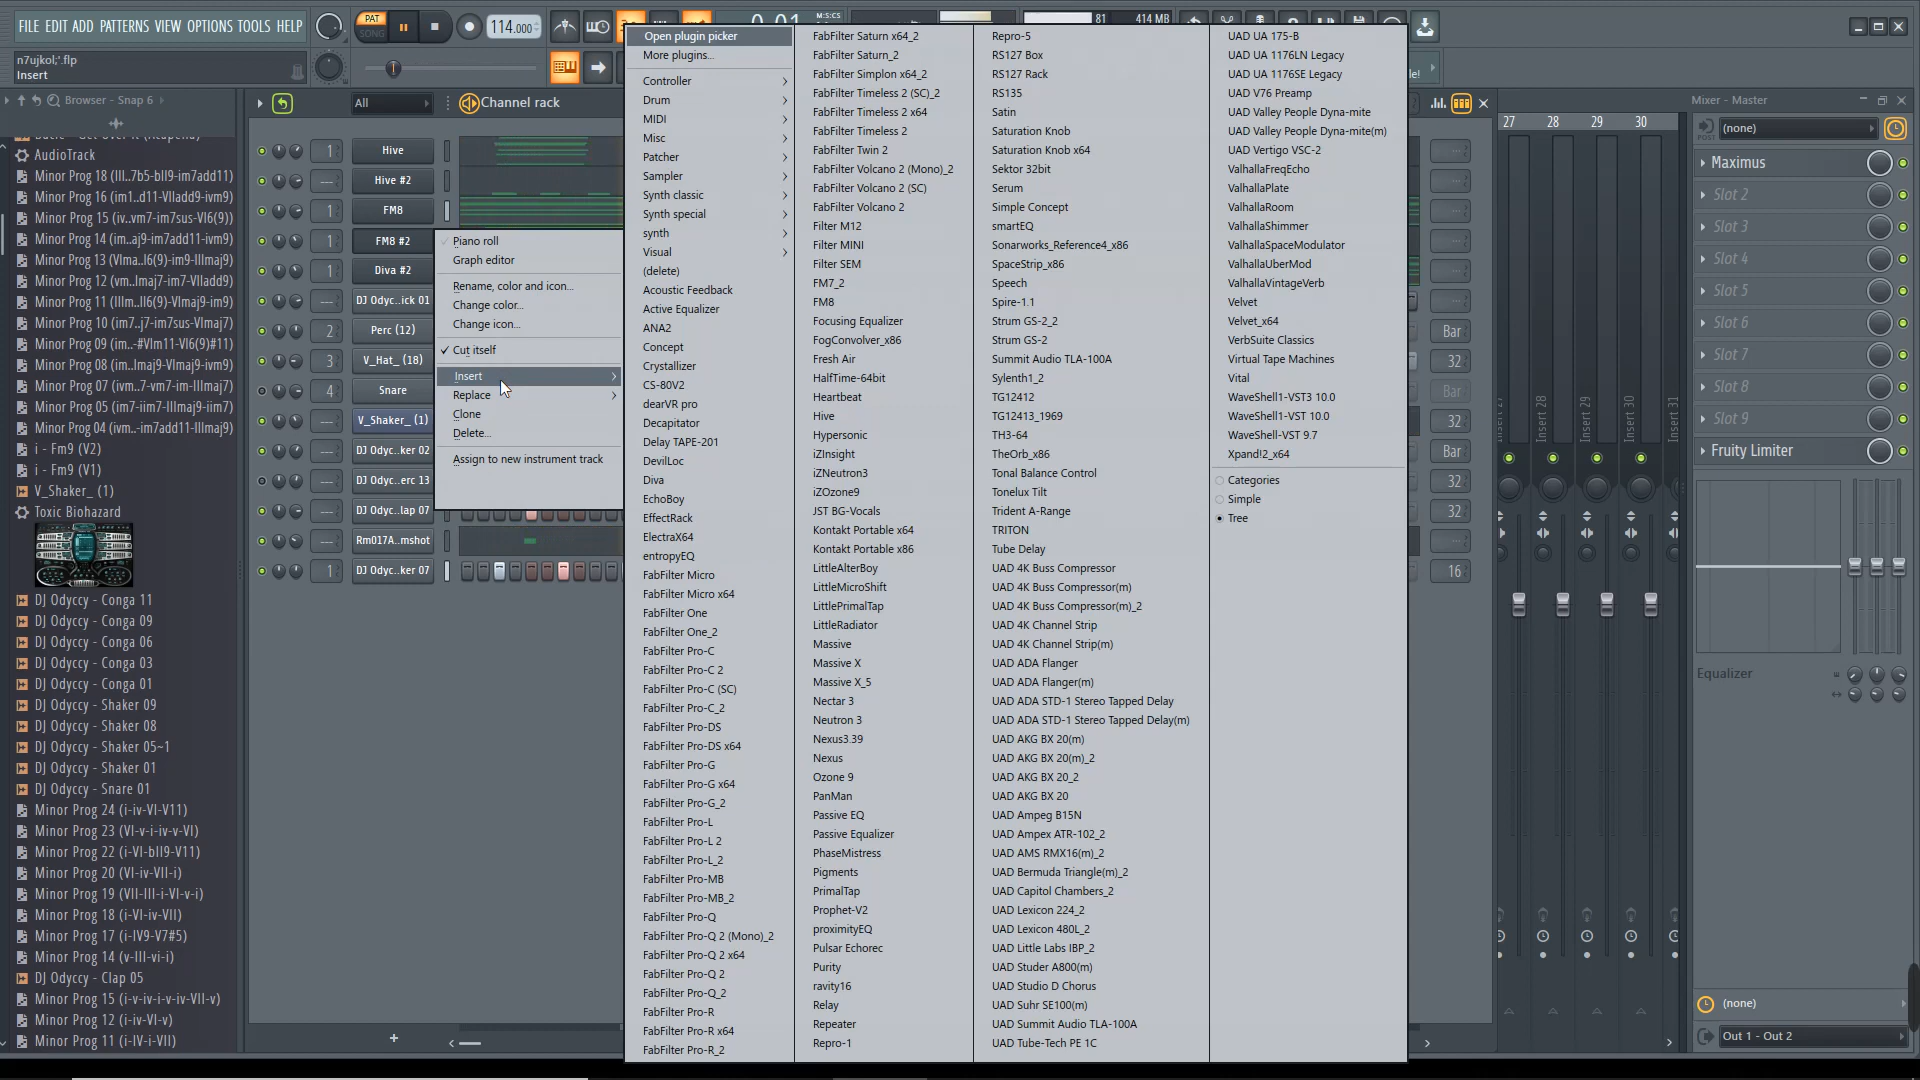 FILE EDIT ADD PATTERNS VIEW OPTIONS TOOLS HELP
PAT
SONG
114.000
M:S:CS
81
414 MB
n7ujkol;'.flp
Insert
Browser - Snap 6
AudioTrack
Minor Prog 18 (III...7b5-bII9-im7add11)
Minor Prog 16 (im1..d11-VIIadd9-ivm9)
Minor Prog 15 (iv..vm7-im7sus-VI6(9))
Minor Prog 14 (im..aj9-im7add11-ivm9)
Minor Prog 13 (VIma..I6(9)-im9-IIImaj9)
Minor Prog 12 (vm..Imaj7-im7-VIIadd9)
Minor Prog 11 (IIIm..II6(9)-VImaj9-im9)
Minor Prog 10 (im7..j7-im7sus-VImaj7)
Minor Prog 09 (im..-#VIm11-VI6(9)#11)
Minor Prog 08 (im..Imaj9-VImaj9-im9)
Minor Prog 07 (ivm..7-vm7-im-IIImaj7)
Minor Prog 05 (iim7-iim7-im7-IIImaj9)
Minor Prog 04 (ivm..-im7add11-IIImaj9)
i - Fm9 (V2)
i - Fm9 (V1)
V_Shaker_ (1)
Toxic Biohazard
DJ Odyccy - Conga 11
DJ Odyccy - Conga 09
DJ Odyccy - Conga 06
DJ Odyccy - Conga 03
DJ Odyccy - Conga 01
DJ Odyccy - Shaker 09
DJ Odyccy - Shaker 08
DJ Odyccy - Shaker 05~1
DJ Odyccy - Shaker 01
DJ Odyccy - Snare 01
Minor Prog 24 (i-iv-VI-V11)
Minor Prog 23 (VI-v-i-iv-v-VI)
Minor Prog 22 (i-VI-bII9-V11)
Minor Prog 20 (VI-iv-VII-i)
Minor Prog 19 (VII-III-i-VI-v-i)
Minor Prog 18 (i-VI-iv-VII)
Minor Prog 17 (i-IV9-V7#5)
Minor Prog 14 (v-III-vi-i)
DJ Odyccy - Clap 05
Minor Prog 15 (i-v-iv-i-v-iv-VII-v)
Minor Prog 12 (i-iv-VI-v)
Minor Prog 11 (i-IV-i-VII)
All
Channel rack
1 Hive
--- Hive #2
1 FM8
1 FM8 #2
1 Diva #2
--- DJ Odyc..ick 01
2 Perc (12)
3 V_Hat_ (18)
4 Snare
--- V_Shaker_ (1)
--- DJ Odyc..ker 02
--- DJ Odyc..erc 13
--- DJ Odyc..lap 07
--- Rm017A..mshot
1 DJ Odyc..ker 07
+
Piano roll
Graph editor
Rename, color and icon...
Change color...
Change icon...
Cut itself
Insert
Replace
Clone
Delete...
Assign to new instrument track
Open plugin picker
More plugins...
Controller
Drum
MIDI
Misc
Patcher
Sampler
Synth classic
Synth special
synth
Visual
(delete)
Acoustic Feedback
Active Equalizer
ANA2
Concept
Crystallizer
CS-80V2
dearVR pro
Decapitator
Delay TAPE-201
DevilLoc
Diva
EchoBoy
EffectRack
ElectraX64
entropyEQ
FabFilter Micro
FabFilter Micro x64
FabFilter One
FabFilter One_2
FabFilter Pro-C
FabFilter Pro-C 2
FabFilter Pro-C (SC)
FabFilter Pro-C_2
FabFilter Pro-DS
FabFilter Pro-DS x64
FabFilter Pro-G
FabFilter Pro-G x64
FabFilter Pro-G_2
FabFilter Pro-L
FabFilter Pro-L 2
FabFilter Pro-L_2
FabFilter Pro-MB
FabFilter Pro-MB_2
FabFilter Pro-Q
FabFilter Pro-Q 2 (Mono)_2
FabFilter Pro-Q 2 x64
FabFilter Pro-Q 2
FabFilter Pro-Q_2
FabFilter Pro-R
FabFilter Pro-R x64
FabFilter Pro-R_2
FabFilter Saturn x64_2
FabFilter Saturn_2
FabFilter Simplon x64_2
FabFilter Timeless 2 (SC)_2
FabFilter Timeless 2 x64
FabFilter Timeless 2
FabFilter Twin 2
FabFilter Volcano 2 (Mono)_2
FabFilter Volcano 2 (SC)
FabFilter Volcano 2
Filter M12
Filter MINI
Filter SEM
FM7_2
FM8
Focusing Equalizer
FogConvolver_x86
Fresh Air
HalfTime-64bit
Heartbeat
Hive
Hypersonic
iZInsight
iZNeutron3
iZOzone9
JST BG-Vocals
Kontakt Portable x64
Kontakt Portable x86
LittleAlterBoy
LittleMicroShift
LittlePrimalTap
LittleRadiator
Massive
Massive X
Massive X_5
Nectar 3
Neutron 3
Nexus3.39
Nexus
Ozone 9
PanMan
Passive EQ
Passive Equalizer
PhaseMistress
Pigments
PrimalTap
Prophet-V2
proximityEQ
Pulsar Echorec
Purity
ravity16
Relay
Repeater
Repro-1
Repro-5
RS127 Box
RS127 Rack
RS135
Satin
Saturation Knob
Saturation Knob x64
Sektor 32bit
Serum
Simple Concept
smartEQ
Sonarworks_Reference4_x86
SpaceStrip_x86
Speech
Spire-1.1
Strum GS-2_2
Strum GS-2
Summit Audio TLA-100A
Sylenth1_2
TG12412
TG12413_1969
TH3-64
TheOrb_x86
Tonal Balance Control
Tonelux Tilt
Trident A-Range
TRITON
Tube Delay
UAD 4K Buss Compressor
UAD 4K Buss Compressor(m)
UAD 4K Buss Compressor(m)_2
UAD 4K Channel Strip
UAD 4K Channel Strip(m)
UAD ADA Flanger
UAD ADA Flanger(m)
UAD ADA STD-1 Stereo Tapped Delay
UAD ADA STD-1 Stereo Tapped Delay(m)
UAD AKG BX 20(m)
UAD AKG BX 20(m)_2
UAD AKG BX 20_2
UAD AKG BX 20
UAD Ampeg B15N
UAD Ampex ATR-102_2
UAD AMS RMX16(m)_2
UAD Bermuda Triangle(m)_2
UAD Capitol Chambers_2
UAD Lexicon 224_2
UAD Lexicon 480L_2
UAD Little Labs IBP_2
UAD Studer A800(m)
UAD Studio D Chorus
UAD Suhr SE100(m)
UAD Summit Audio TLA-100A
UAD Tube-Tech PE 1C
UAD UA 175-B
UAD UA 1176LN Legacy
UAD UA 1176SE Legacy
UAD V76 Preamp
UAD Valley People Dyna-mite
UAD Valley People Dyna-mite(m)
UAD Vertigo VSC-2
ValhallaFreqEcho
ValhallaPlate
ValhallaRoom
ValhallaShimmer
ValhallaSpaceModulator
ValhallaUberMod
ValhallaVintageVerb
Velvet
Velvet_x64
VerbSuite Classics
Virtual Tape Machines
Vital
WaveShell1-VST3 10.0
WaveShell1-VST 10.0
WaveShell-VST 9.7
Xpand!2_x64
Categories
Simple
Tree
Bar
32
Bar
32
Bar
32
32
16
27 28 29 30
Insert 28
Insert 29
Insert 30
Mixer - Master
POST
(none)
Maximus
Slot 2
Slot 3
Slot 4
Slot 5
Slot 6
Slot 7
Slot 8
Slot 9
Fruity Limiter
Equalizer
(none)
Out 1 - Out 2